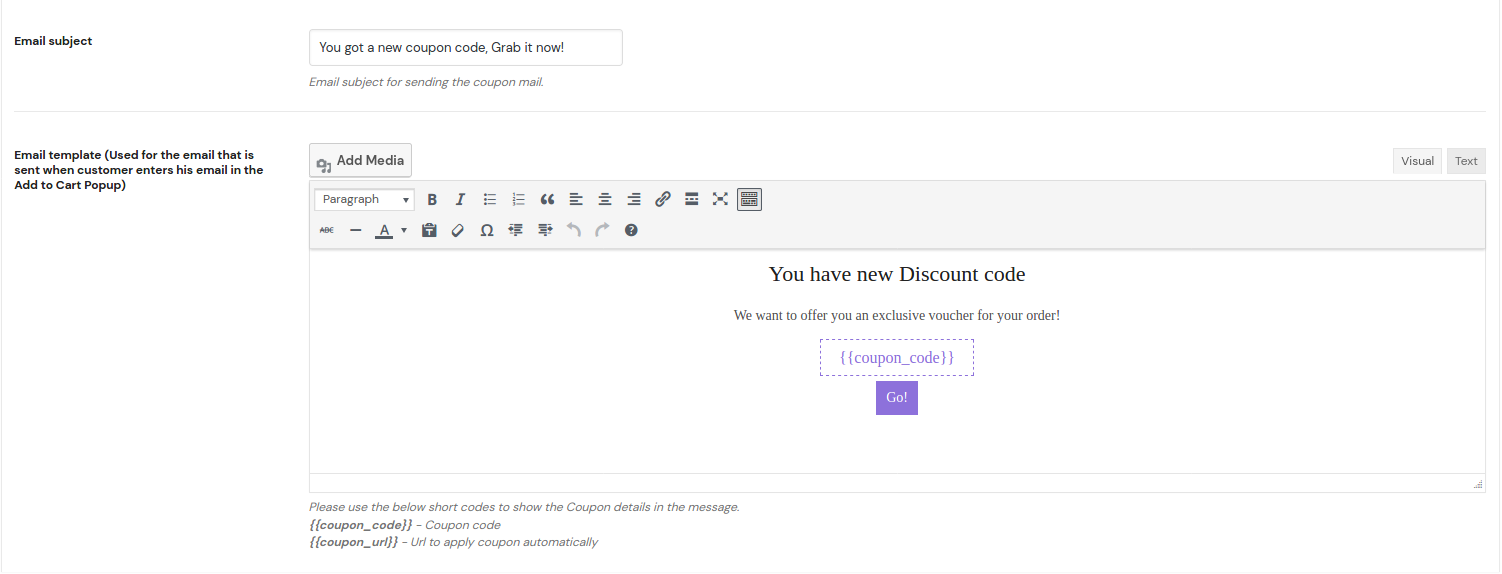 Email subject
You got a new coupon code, Grab it now!
Email subject for sending the coupon mail.
Email template (Used for the email that is
sent when customer enters his email in the
Add to Cart Popup)
Add Media
Visual
Text
Paragraph
B
I
ABC
A
T
Ω
?
You have new Discount code
We want to offer you an exclusive voucher for your order!
{{coupon_code}}
Go!
Please use the below short codes to show the Coupon details in the message.
{{coupon_code}} - Coupon code
{{coupon_url}} - Url to apply coupon automatically